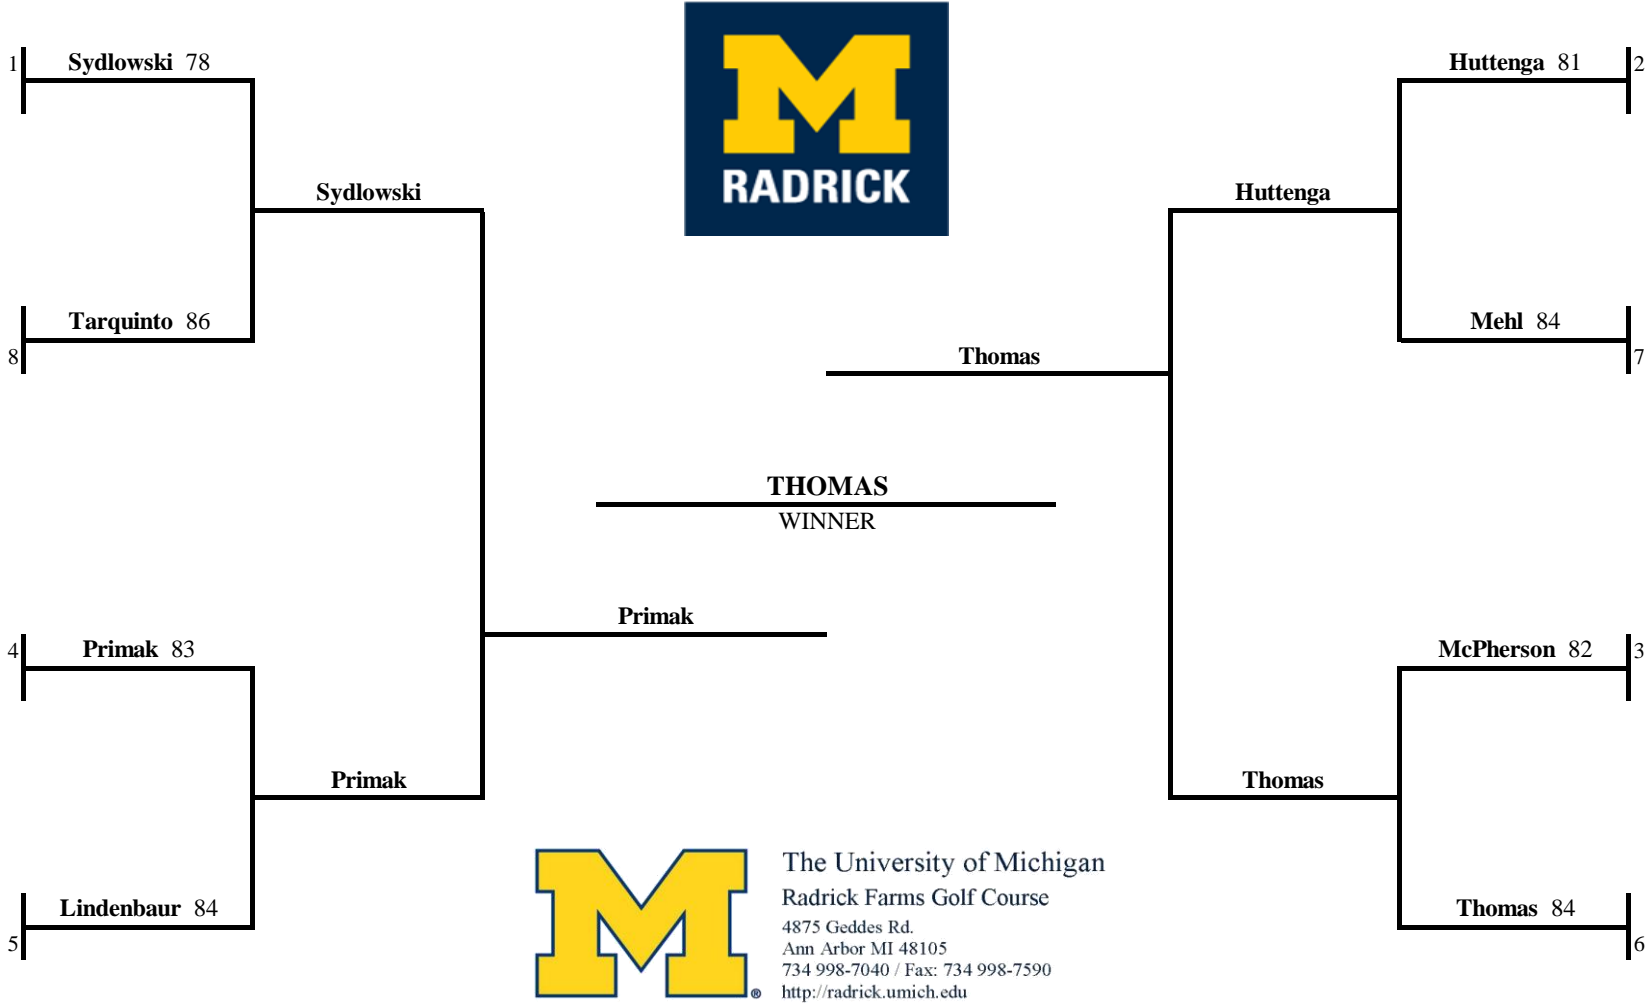 1 Sydlowski 78
Sydlowski
Tarquinto 86
8
4 Primak 83
Primak
Lindenbaur 84
5
Primak
M
RADRICK
Thomas
THOMAS
WINNER
Huttenga 81 2
Huttenga
Mehl 84
7
McPherson 82 3
Thomas
Thomas 84
6
M®
The University of Michigan
Radrick Farms Golf Course
4875 Geddes Rd.
Ann Arbor MI 48105
734 998-7040 / Fax: 734 998-7590
http://radrick.umich.edu